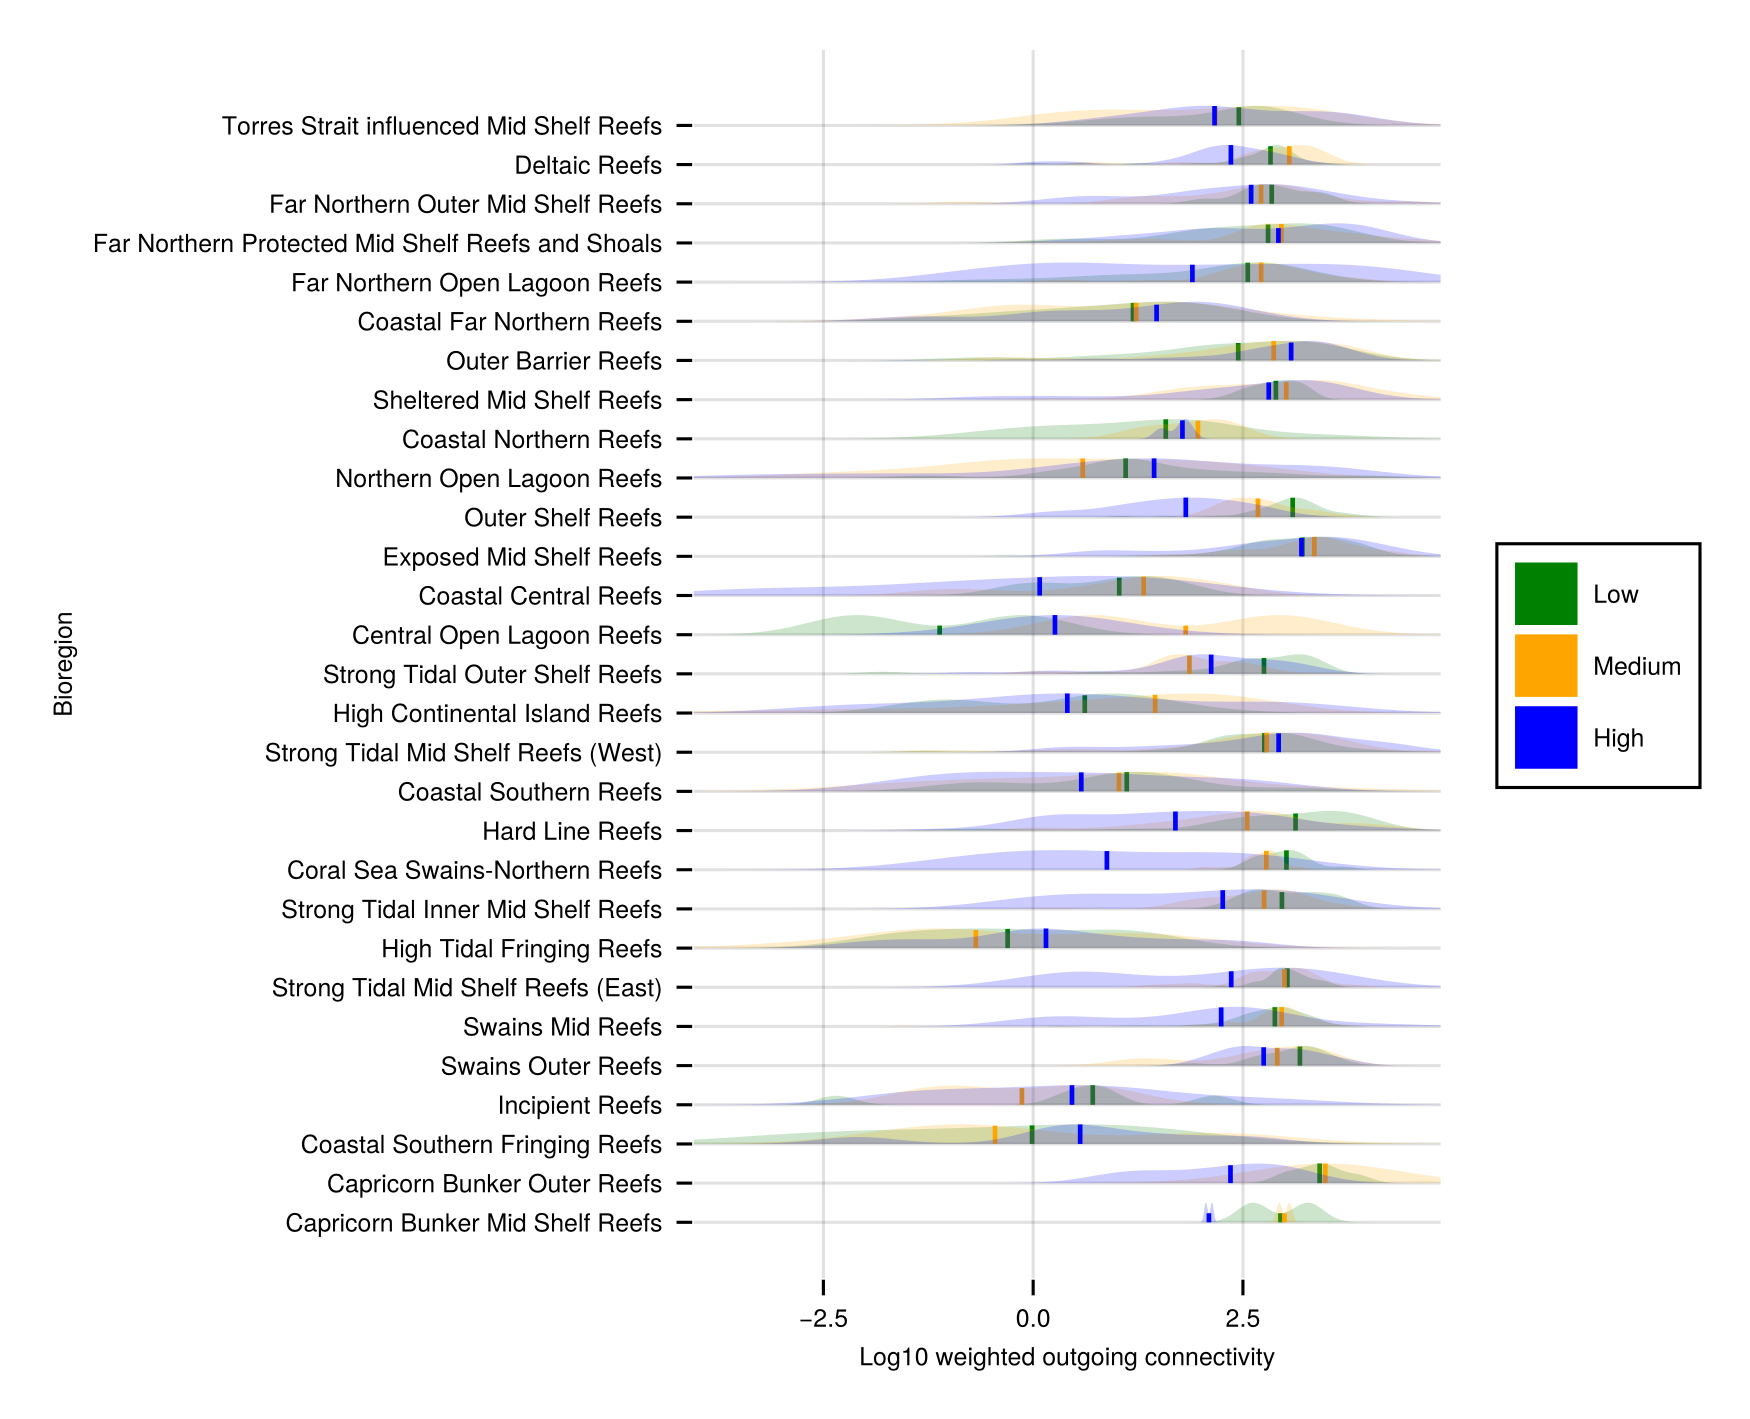 Torres Strait influenced Mid Shelf Reefs
Deltaic Reefs
Far Northern Outer Mid Shelf Reefs
Far Northern Protected Mid Shelf Reefs and Shoals
Far Northern Open Lagoon Reefs
Coastal Far Northern Reefs
Outer Barrier Reefs
Sheltered Mid Shelf Reefs
Coastal Northern Reefs
Northern Open Lagoon Reefs
Outer Shelf Reefs
Exposed Mid Shelf Reefs
Coastal Central Reefs
Central Open Lagoon Reefs
Strong Tidal Outer Shelf Reefs
High Continental Island Reefs
Strong Tidal Mid Shelf Reefs (West)
Coastal Southern Reefs
Hard Line Reefs
Coral Sea Swains-Northern Reefs
Strong Tidal Inner Mid Shelf Reefs
High Tidal Fringing Reefs
Strong Tidal Mid Shelf Reefs (East)
Swains Mid Reefs
Swains Outer Reefs
Incipient Reefs
Coastal Southern Fringing Reefs
Capricorn Bunker Outer Reefs
Capricorn Bunker Mid Shelf Reefs
Bioregion
−2.5 0.0 2.5
Log10 weighted outgoing connectivity
Low
Medium
High